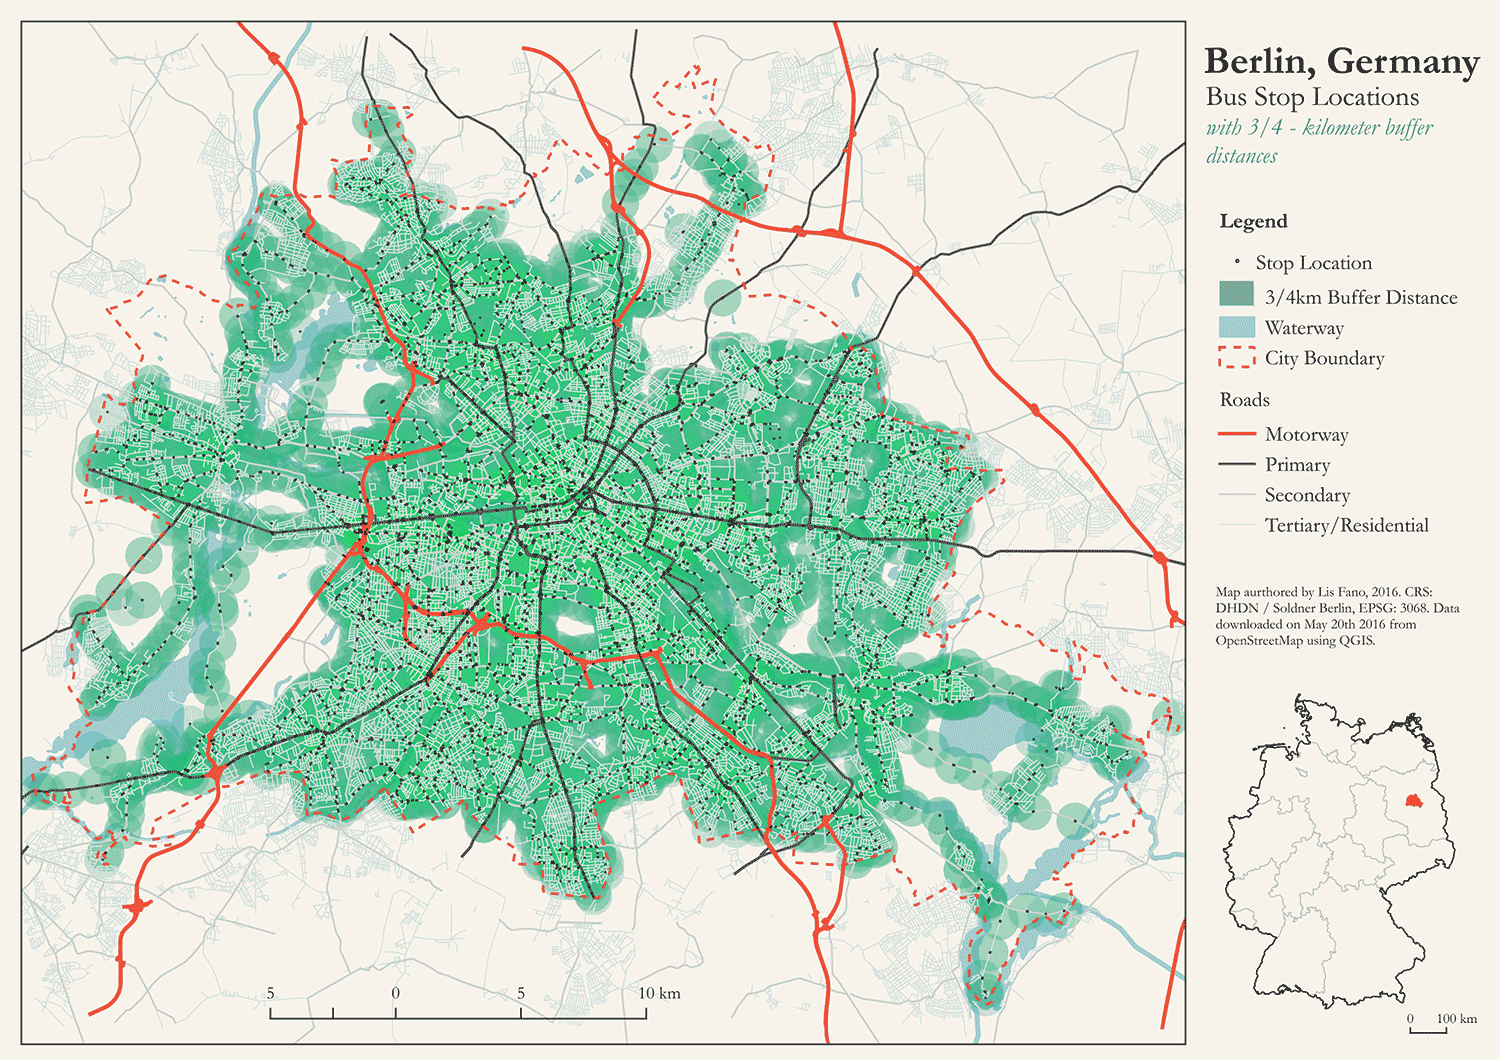 Berlin, Germany
Bus Stop Locations
with 3/4 - kilometer buffer
distances
Legend
Stop Location
3/4km Buffer Distance
Waterway
City Boundary
Roads
Motorway
Primary
Secondary
Tertiary/Residential
Map aurthored by Lis Fano, 2016. CRS:
DHDN / Soldner Berlin, EPSG: 3068. Data
downloaded on May 20th 2016 from
OpenStreetMap using QGIS.
5 0 5 10 km
0 100 km